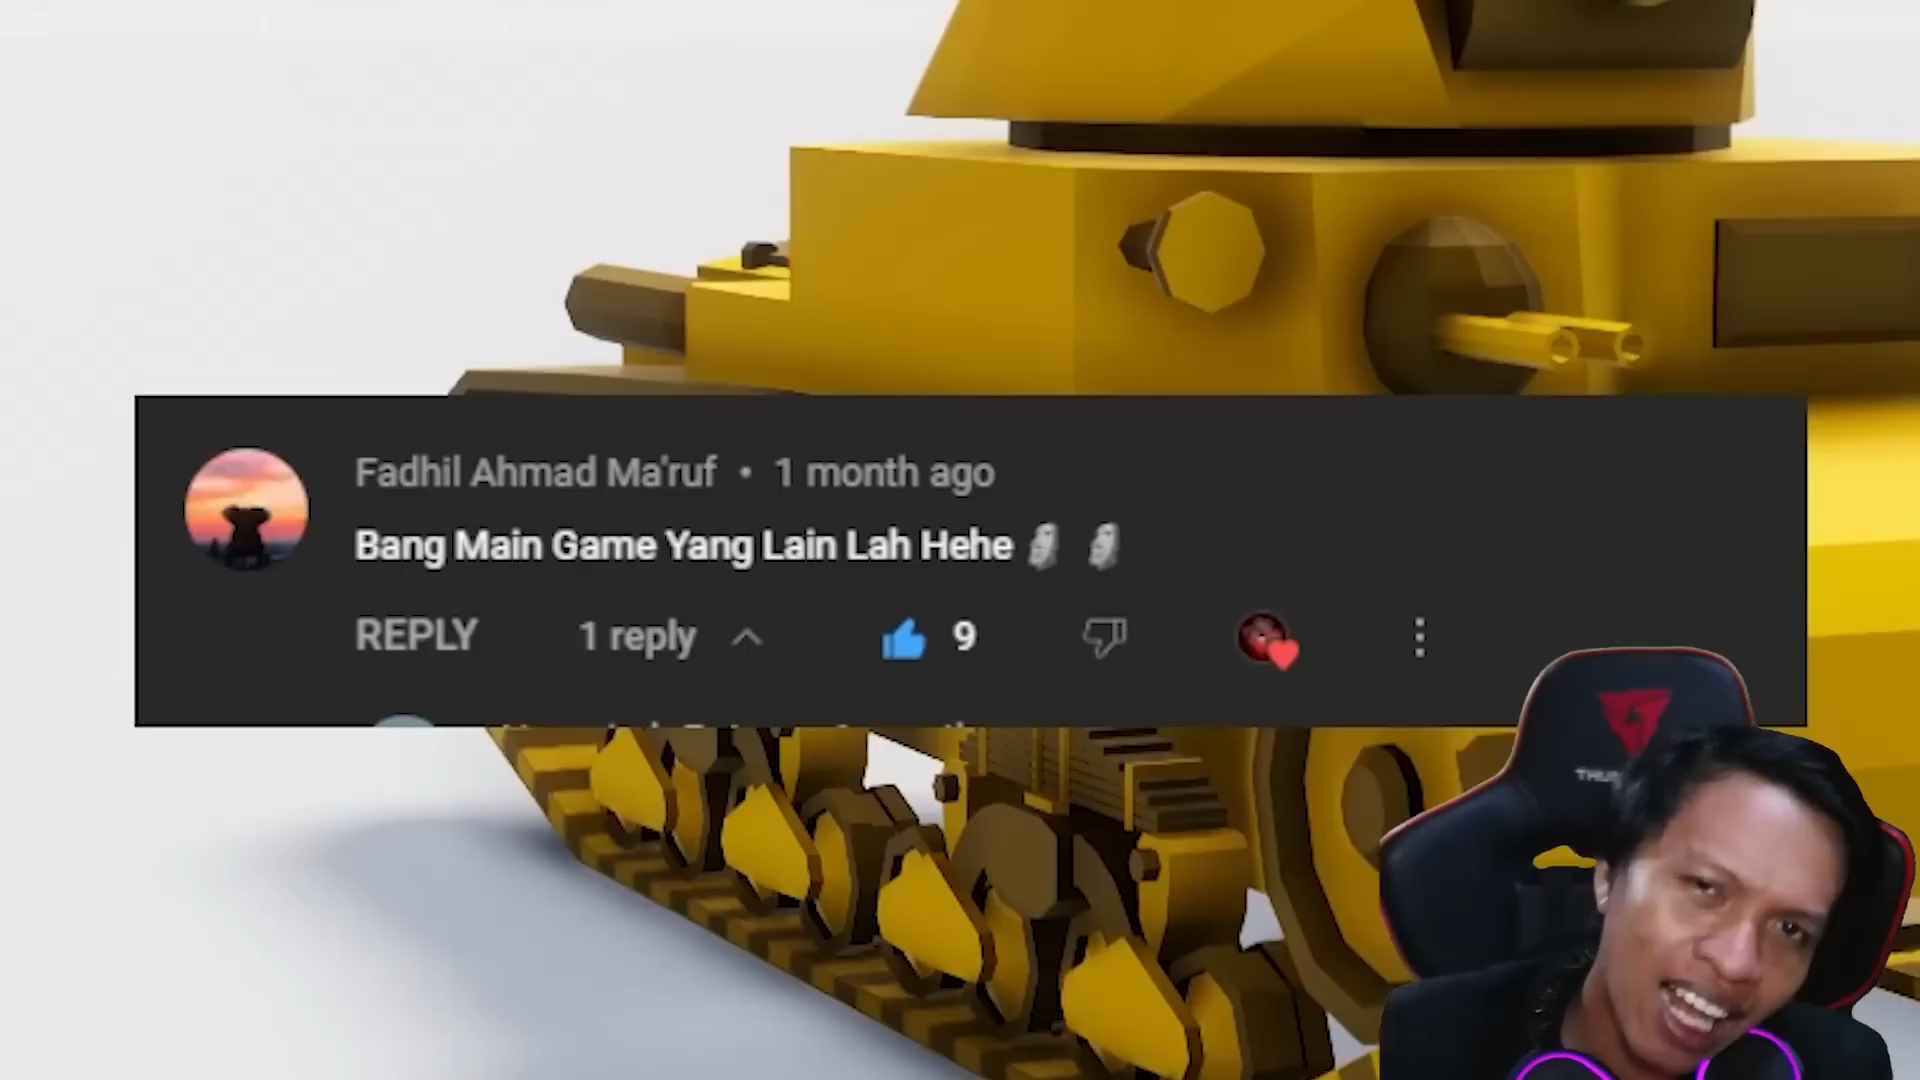 Fadhil Ahmad Ma'ruf • 1 month ago
Bang Main Game Yang Lain Lah Hehe 🗿 🗿
REPLY 1 reply 9